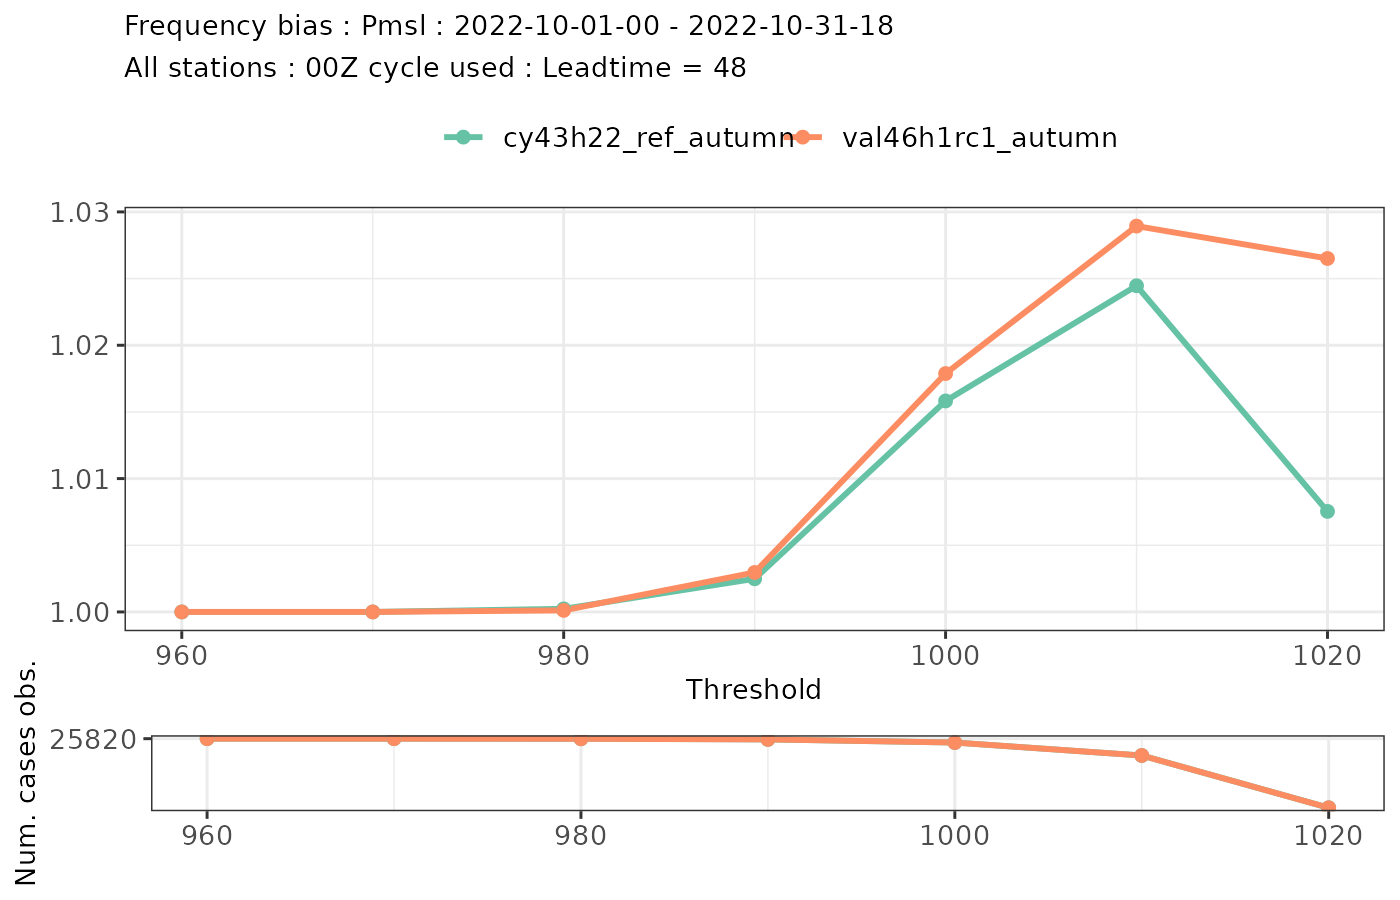 Frequency bias : Pmsl : 2022-10-01-00 - 2022-10-31-18
All stations : 00Z cycle used : Leadtime = 48
cy43h22_ref_autumn val46h1rc1_autumn
1.03
1.02
1.01
1.00
960 980 1000 1020
Threshold
Num. cases obs.
25820
960 980 1000 1020